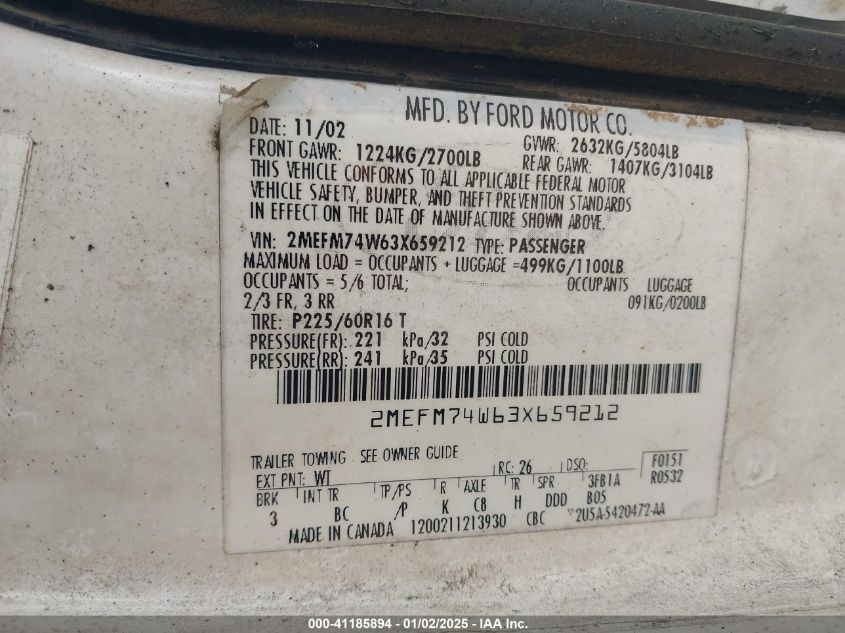 MFD. BY FORD MOTOR CO.
DATE: 11/02 GVWR: 2632KG/5804LB
FRONT GAWR: 1224KG/2700LB REAR GAWR: 1407KG/3104LB
THIS VEHICLE CONFORMS TO ALL APPLICABLE FEDERAL MOTOR
VEHICLE SAFETY, BUMPER, AND THEFT PREVENTION STANDARDS
IN EFFECT ON THE DATE OF MANUFACTURE SHOWN ABOVE.
VIN: 2MEFM74W63X659212 TYPE: PASSENGER
MAXIMUM LOAD = OCCUPANTS + LUGGAGE =499KG/1100LB
OCCUPANTS = 5/6 TOTAL; OCCUPANTS LUGGAGE
2/3 FR, 3 RR 091KG/0200LB
TIRE: P225/60R16 T
PRESSURE(FR): 221 kPa/32 PSI COLD
PRESSURE(RR): 241 kPa/35 PSI COLD
2MEFM74W63X659212
TRAILER TOWING - SEE OWNER GUIDE
EXT PNT: WT RC: 26 DSO: F0151
BRK INT TR TP/PS R AXLE TR SPR 3FB1A R0532
3 BC /P K C8 H DDD B05
MADE IN CANADA 1200211213930 CBC 2U5A-5420472-AA
000-41185894 - 01/02/2025 - IAA, Inc.